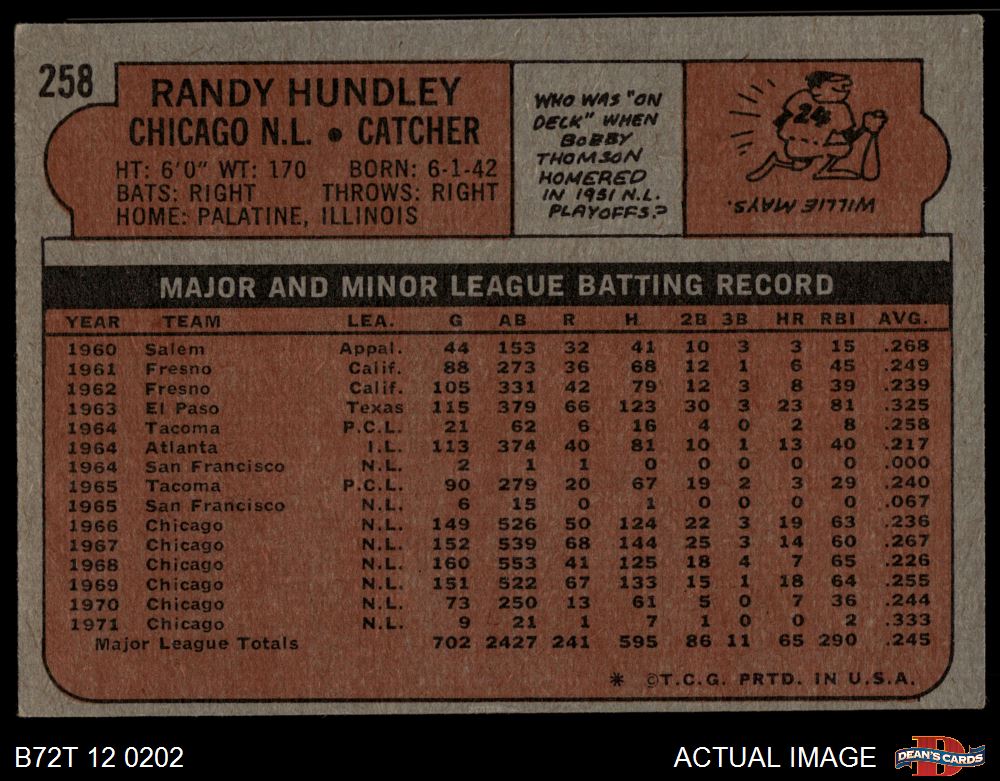 258
RANDY HUNDLEY
CHICAGO N.L. • CATCHER
HT: 6'0" WT: 170 BORN: 6-1-42
BATS: RIGHT THROWS: RIGHT
HOME: PALATINE, ILLINOIS
WHO WAS "ON
DECK" WHEN
BOBBY
THOMSON
HOMERED
IN 1951 N.L.
PLAYOFFS?
24
WILLIE MAYS.
MAJOR AND MINOR LEAGUE BATTING RECORD
YEAR TEAM LEA. G AB R H 2B 3B HR RBI AVG.
1960 Salem Appal. 44 153 32 41 10 3 3 15 .268
1961 Fresno Calif. 88 273 36 68 12 1 6 45 .249
1962 Fresno Calif. 105 331 42 79 12 3 8 39 .239
1963 El Paso Texas 115 379 66 123 30 3 23 81 .325
1964 Tacoma P.C.L. 21 62 6 16 4 0 2 8 .258
1964 Atlanta I.L. 113 374 40 81 10 1 13 40 .217
1964 San Francisco N.L. 2 1 1 0 0 0 0 0 .000
1965 Tacoma P.C.L. 90 279 20 67 19 2 3 29 .240
1965 San Francisco N.L. 6 15 0 1 0 0 0 0 .067
1966 Chicago N.L. 149 526 50 124 22 3 19 63 .236
1967 Chicago N.L. 152 539 68 144 25 3 14 60 .267
1968 Chicago N.L. 160 553 41 125 18 4 7 65 .226
1969 Chicago N.L. 151 522 67 133 15 1 18 64 .255
1970 Chicago N.L. 73 250 13 61 5 0 7 36 .244
1971 Chicago N.L. 9 21 1 7 1 0 0 2 .333
Major League Totals 702 2427 241 595 86 11 65 290 .245
* ©T.C.G. PRTD. IN U.S.A.
B72T 12 0202
ACTUAL IMAGE
D
DEAN'S CARDS